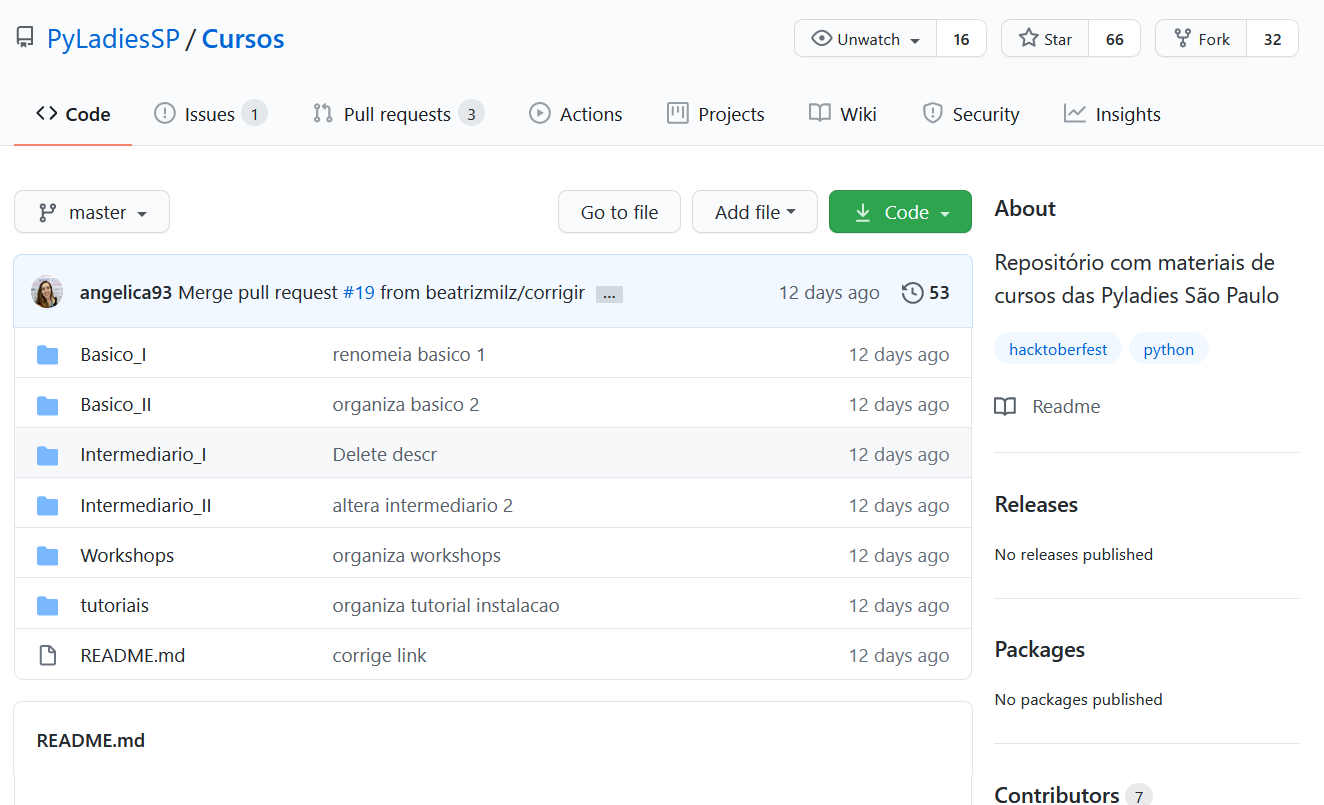 PyLadiesSP / Cursos
Unwatch 16 Star 66 Fork 32
Code Issues 1 Pull requests 3 Actions Projects Wiki Security Insights
master Go to file Add file Code
angelica93 Merge pull request #19 from beatrizmilz/corrigir ... 12 days ago 53
Basico_I renomeia basico 1 12 days ago
Basico_II organiza basico 2 12 days ago
Intermediario_I Delete descr 12 days ago
Intermediario_II altera intermediario 2 12 days ago
Workshops organiza workshops 12 days ago
tutoriais organiza tutorial instalacao 12 days ago
README.md corrige link 12 days ago
README.md
About
Repositório com materiais de
cursos das Pyladies São Paulo
hacktoberfest python
Readme
Releases
No releases published
Packages
No packages published
Contributors 7